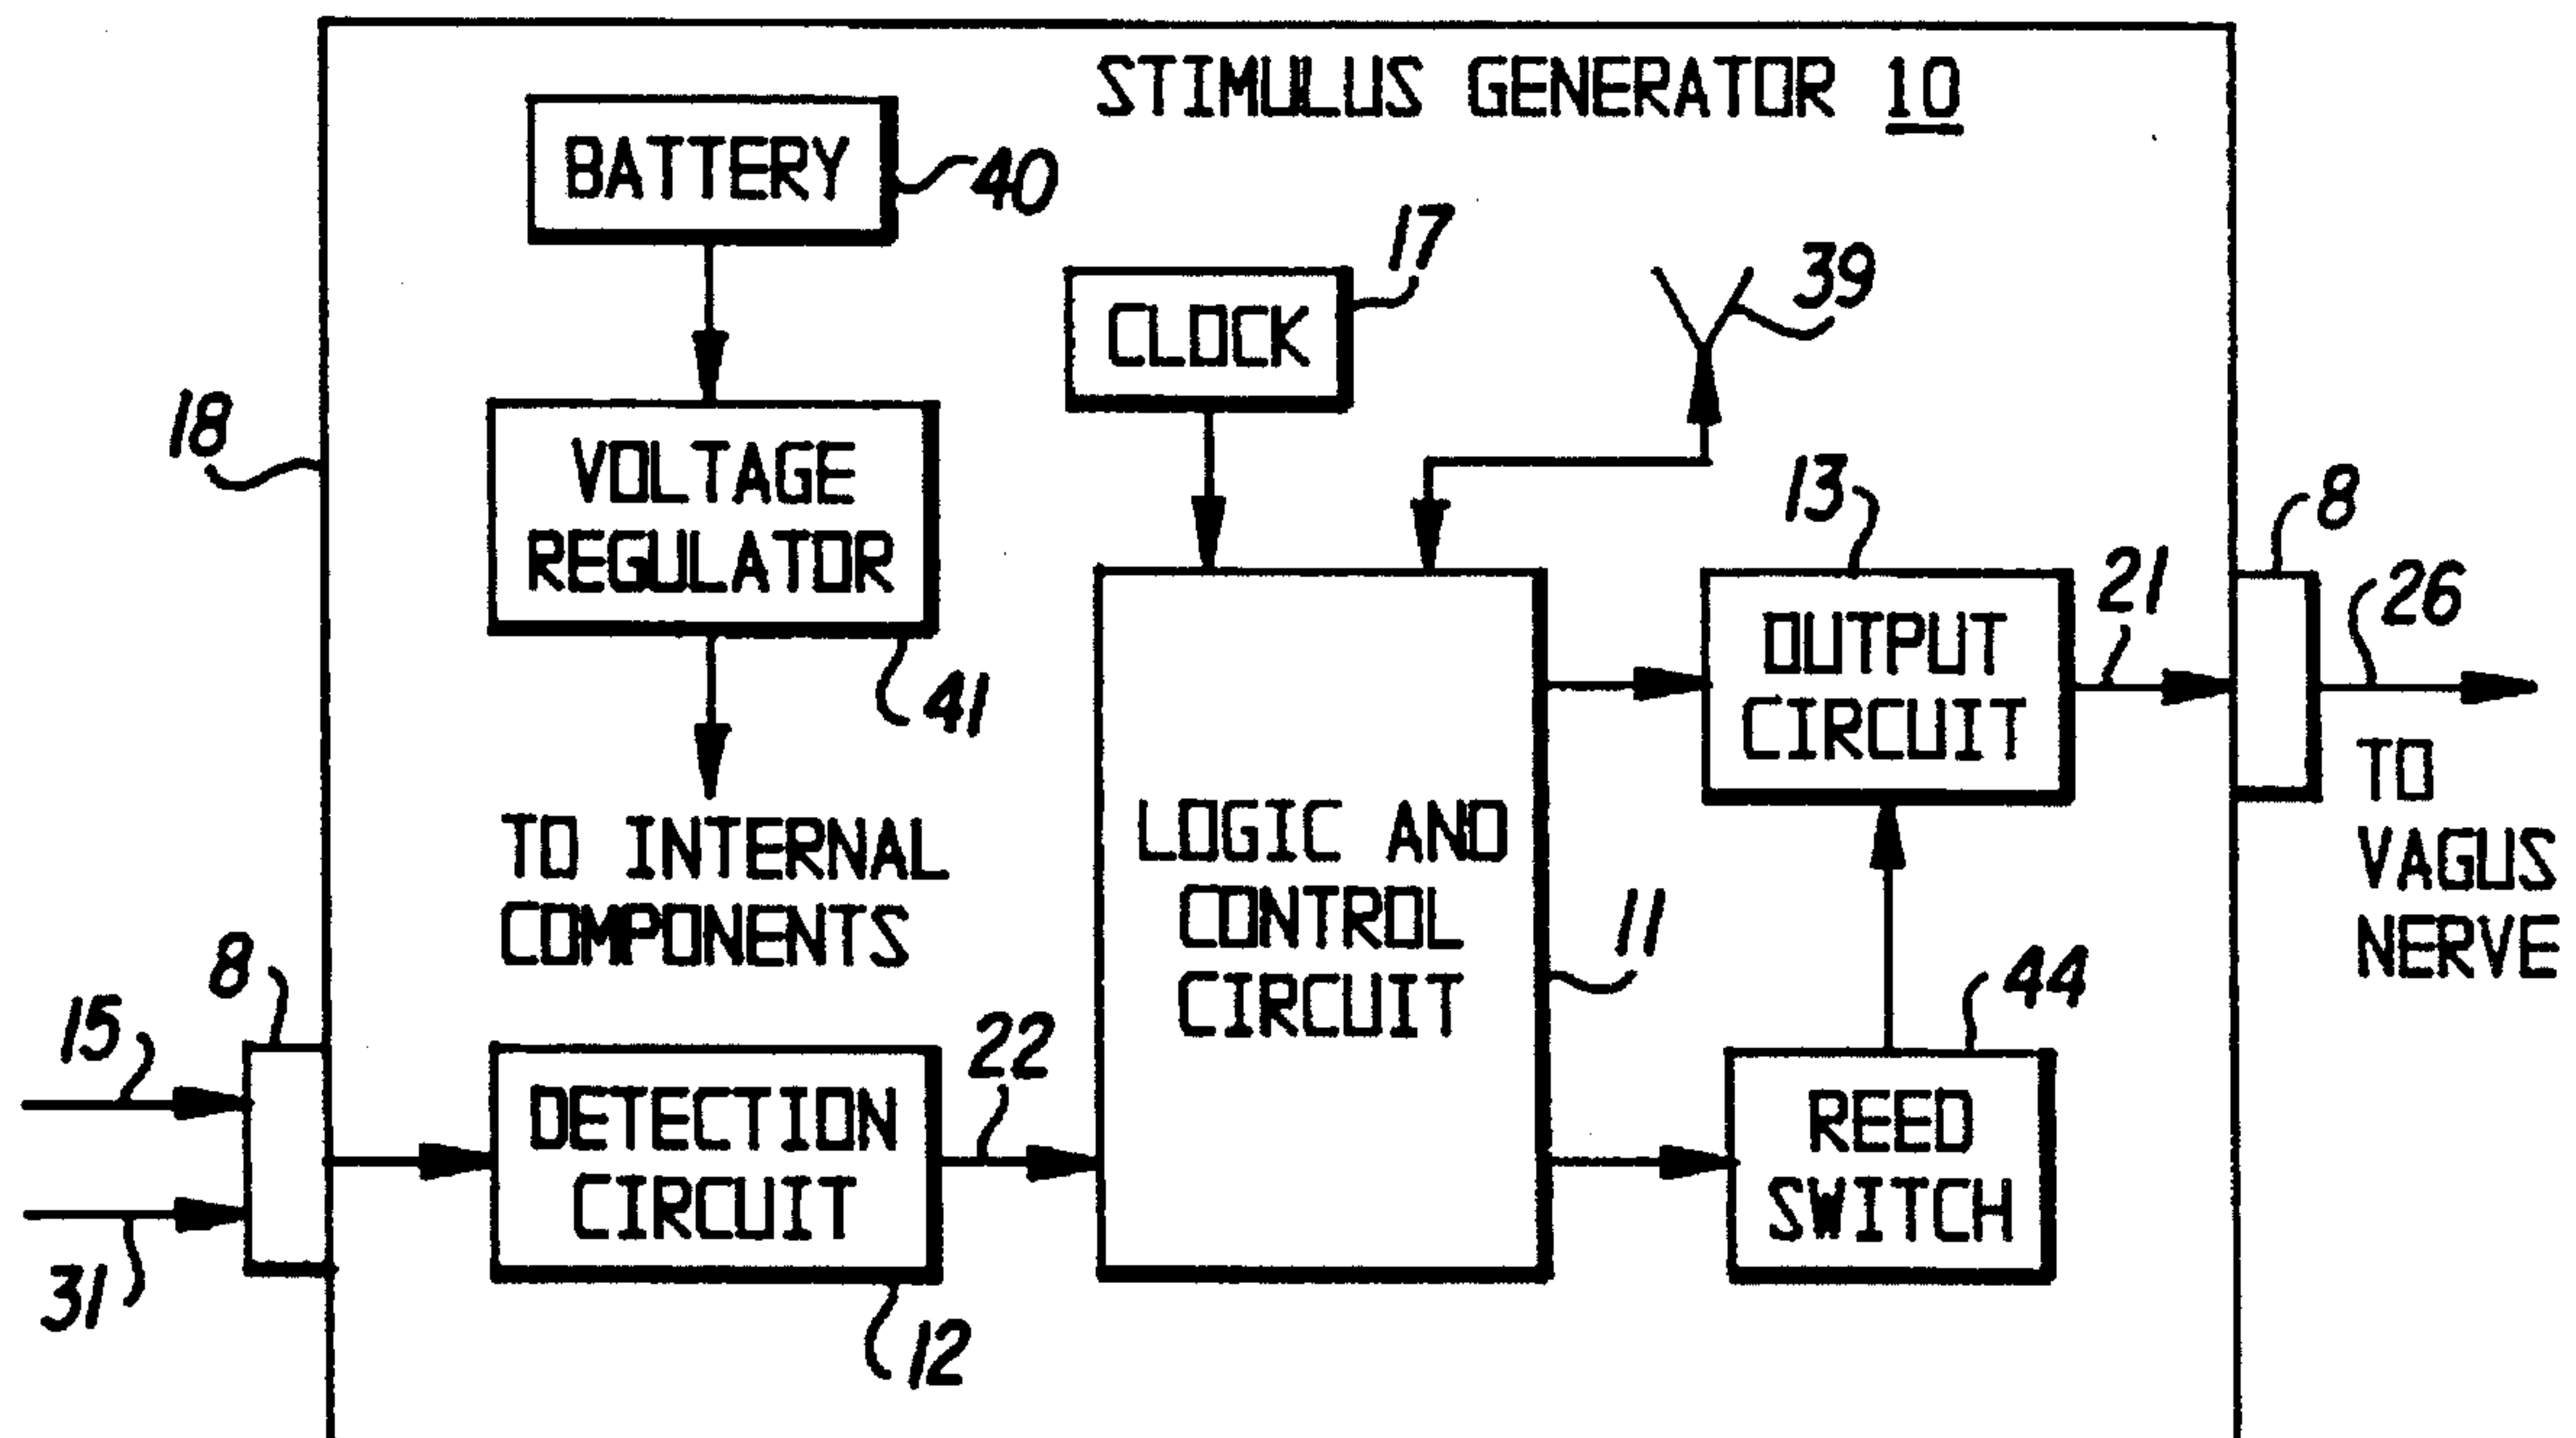 STIMULUS GENERATOR 10
BATTERY
40
17
CLOCK
39
18
VOLTAGE
REGULATOR
41
13
8
OUTPUT
CIRCUIT
21
26
TO INTERNAL
COMPONENTS
LOGIC AND
CONTROL
CIRCUIT
11
TO
VAGUS
NERVE
8
15
31
DETECTION
CIRCUIT
22
12
44
REED
SWITCH